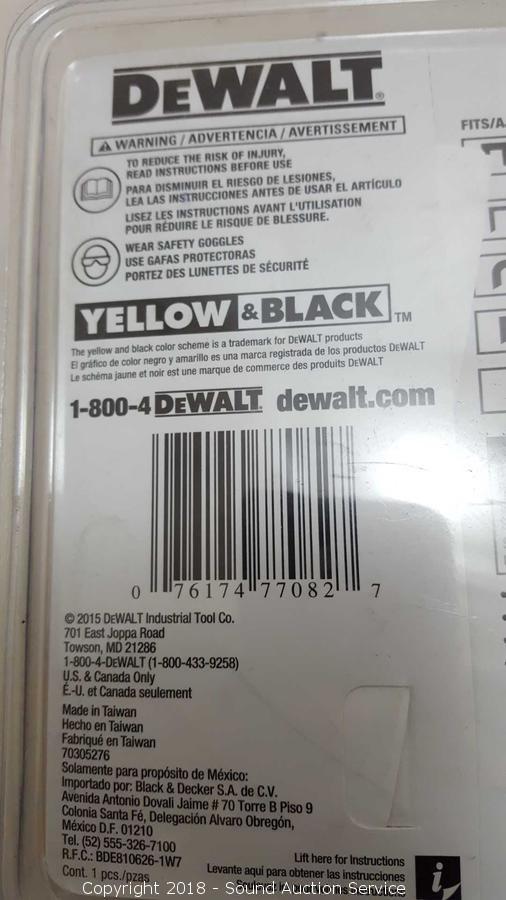 DEWALT®
WARNING / ADVERTENCIA / AVERTISSEMENT
TO REDUCE THE RISK OF INJURY,
READ INSTRUCTIONS BEFORE USE
PARA DISMINUIR EL RIESGO DE LESIONES,
LEA LAS INSTRUCCIONES ANTES DE USAR EL ARTÍCULO
LISEZ LES INSTRUCTIONS AVANT L'UTILISATION
POUR RÉDUIRE LE RISQUE DE BLESSURE.
WEAR SAFETY GOGGLES
USE GAFAS PROTECTORAS
PORTEZ DES LUNETTES DE SÉCURITÉ
YELLOW & BLACK™
The yellow and black color scheme is a trademark for DEWALT products
El gráfico de color negro y amarillo es una marca registrada de los productos DEWALT
Le schéma jaune et noir est une marque de commerce des produits DEWALT
1-800-4 DEWALT. dewalt.com
0 76174 77082 7
© 2015 DEWALT Industrial Tool Co.
701 East Joppa Road
Towson, MD 21286
1-800-4-DEWALT (1-800-433-9258)
U.S. & Canada Only
É.-U. et Canada seulement
Made in Taiwan
Hecho en Taiwan
Fabriqué en Taiwan
70305276
Solamente para propósito de México:
Importado por: Black & Decker S.A. de C.V.
Avenida Antonio Dovali Jaime # 70 Torre B Piso 9
Colonia Santa Fé, Delegación Alvaro Obregón,
México D.F. 01210
Tel. (52) 555-326-7100
R.F.C.: BDE810626-1W7
Cont. 1 pcs./pzas.
Lift here for Instructions
Levante aquí para obtener las instrucciones
FITS/A
Copyright 2018 - Sound Auction Service